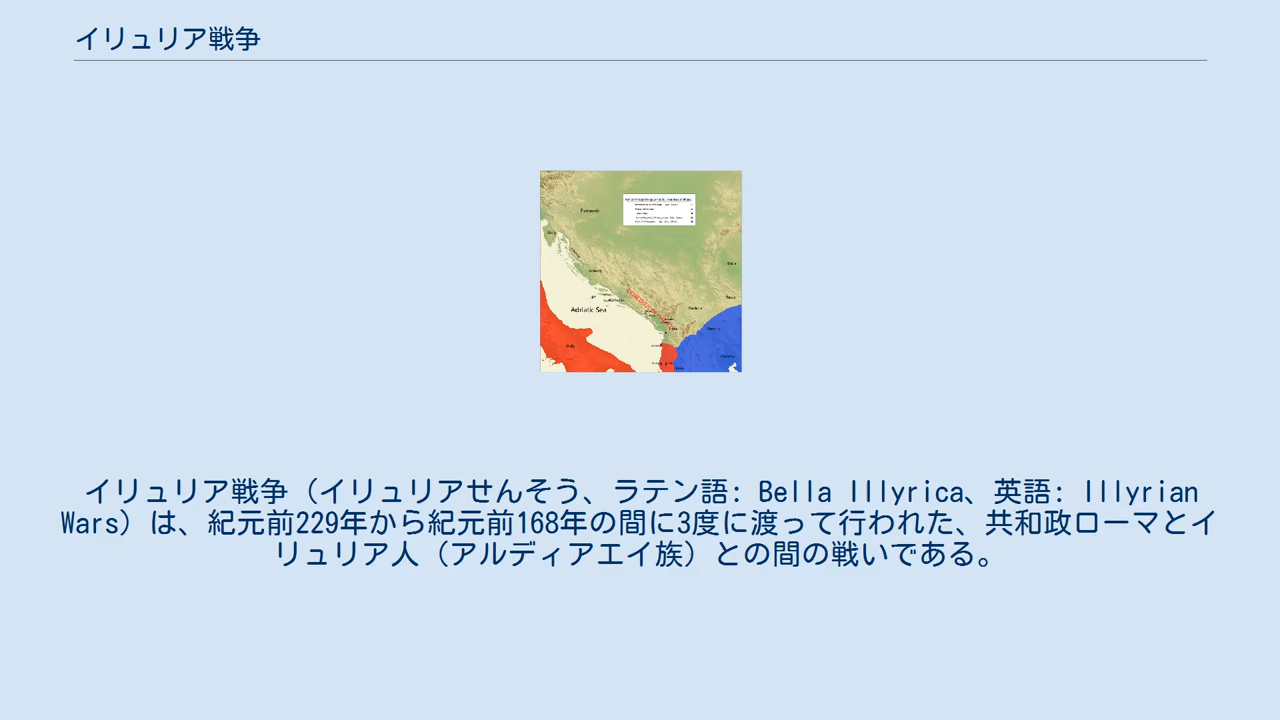 イリュリア戦争
Adriatic Sea
Italy
イリュリア戦争（イリュリアせんそう、ラテン語: Bella Illyrica、英語: Illyrian
Wars）は、紀元前229年から紀元前168年の間に3度に渡って行われた、共和政ローマとイ
リュリア人（アルディアエイ族）との間の戦いである。